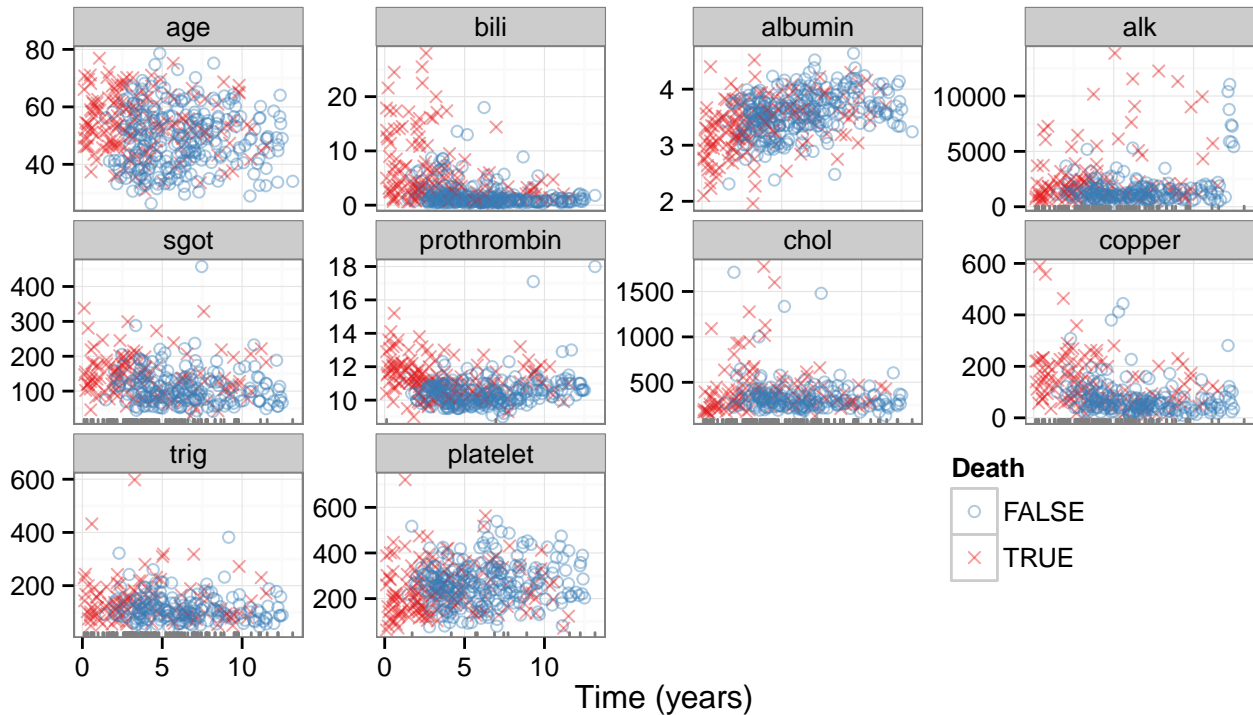 age
bili
albumin
alk
80
60
40
20
10
0
4
3
2
10000
5000
0
sgot
prothrombin
chol
copper
400
300
200
100
18
16
14
12
10
1500
1000
500
600
400
200
0
trig
platelet
600
400
200
600
400
200
0 5 10
0 5 10
Death
FALSE
TRUE
Time (years)